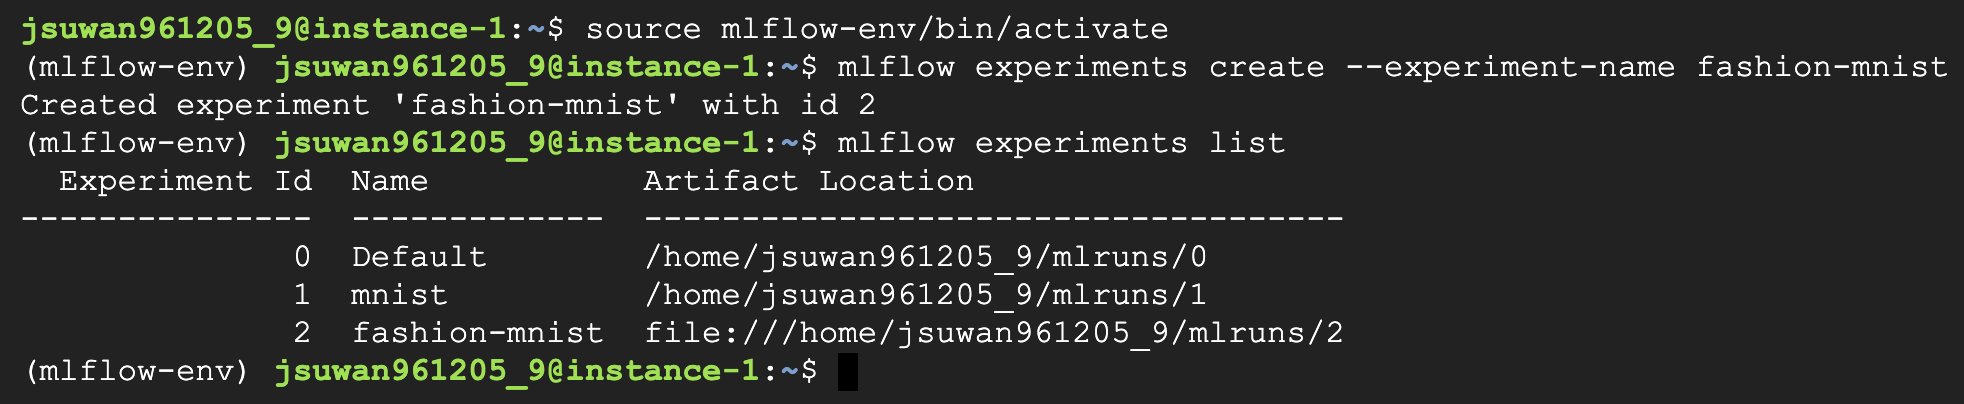 jsuwan961205_9@instance-1:~$ source mlflow-env/bin/activate
(mlflow-env) jsuwan961205_9@instance-1:~$ mlflow experiments create --experiment-name fashion-mnist
Created experiment 'fashion-mnist' with id 2
(mlflow-env) jsuwan961205_9@instance-1:~$ mlflow experiments list
  Experiment Id  Name           Artifact Location
---------------  -------------  ------------------------------------
              0  Default        /home/jsuwan961205_9/mlruns/0
              1  mnist          /home/jsuwan961205_9/mlruns/1
              2  fashion-mnist  file:///home/jsuwan961205_9/mlruns/2
(mlflow-env) jsuwan961205_9@instance-1:~$